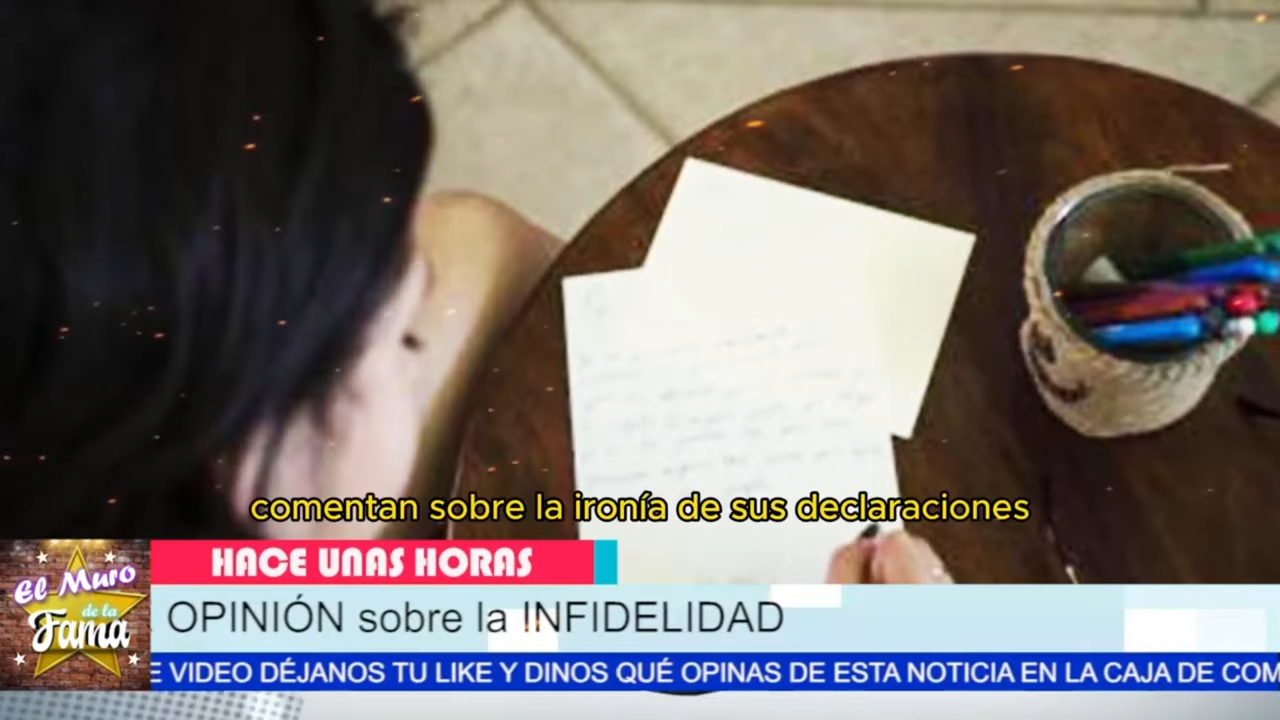 comentan sobre la ironía de sus declaraciones
HACE UNAS HORAS
El Muro
de la
Fama
OPINIÓN sobre la INFIDELIDAD
E VIDEO DÉJANOS TU LIKE Y DINOS QUÉ OPINAS DE ESTA NOTICIA EN LA CAJA DE COM